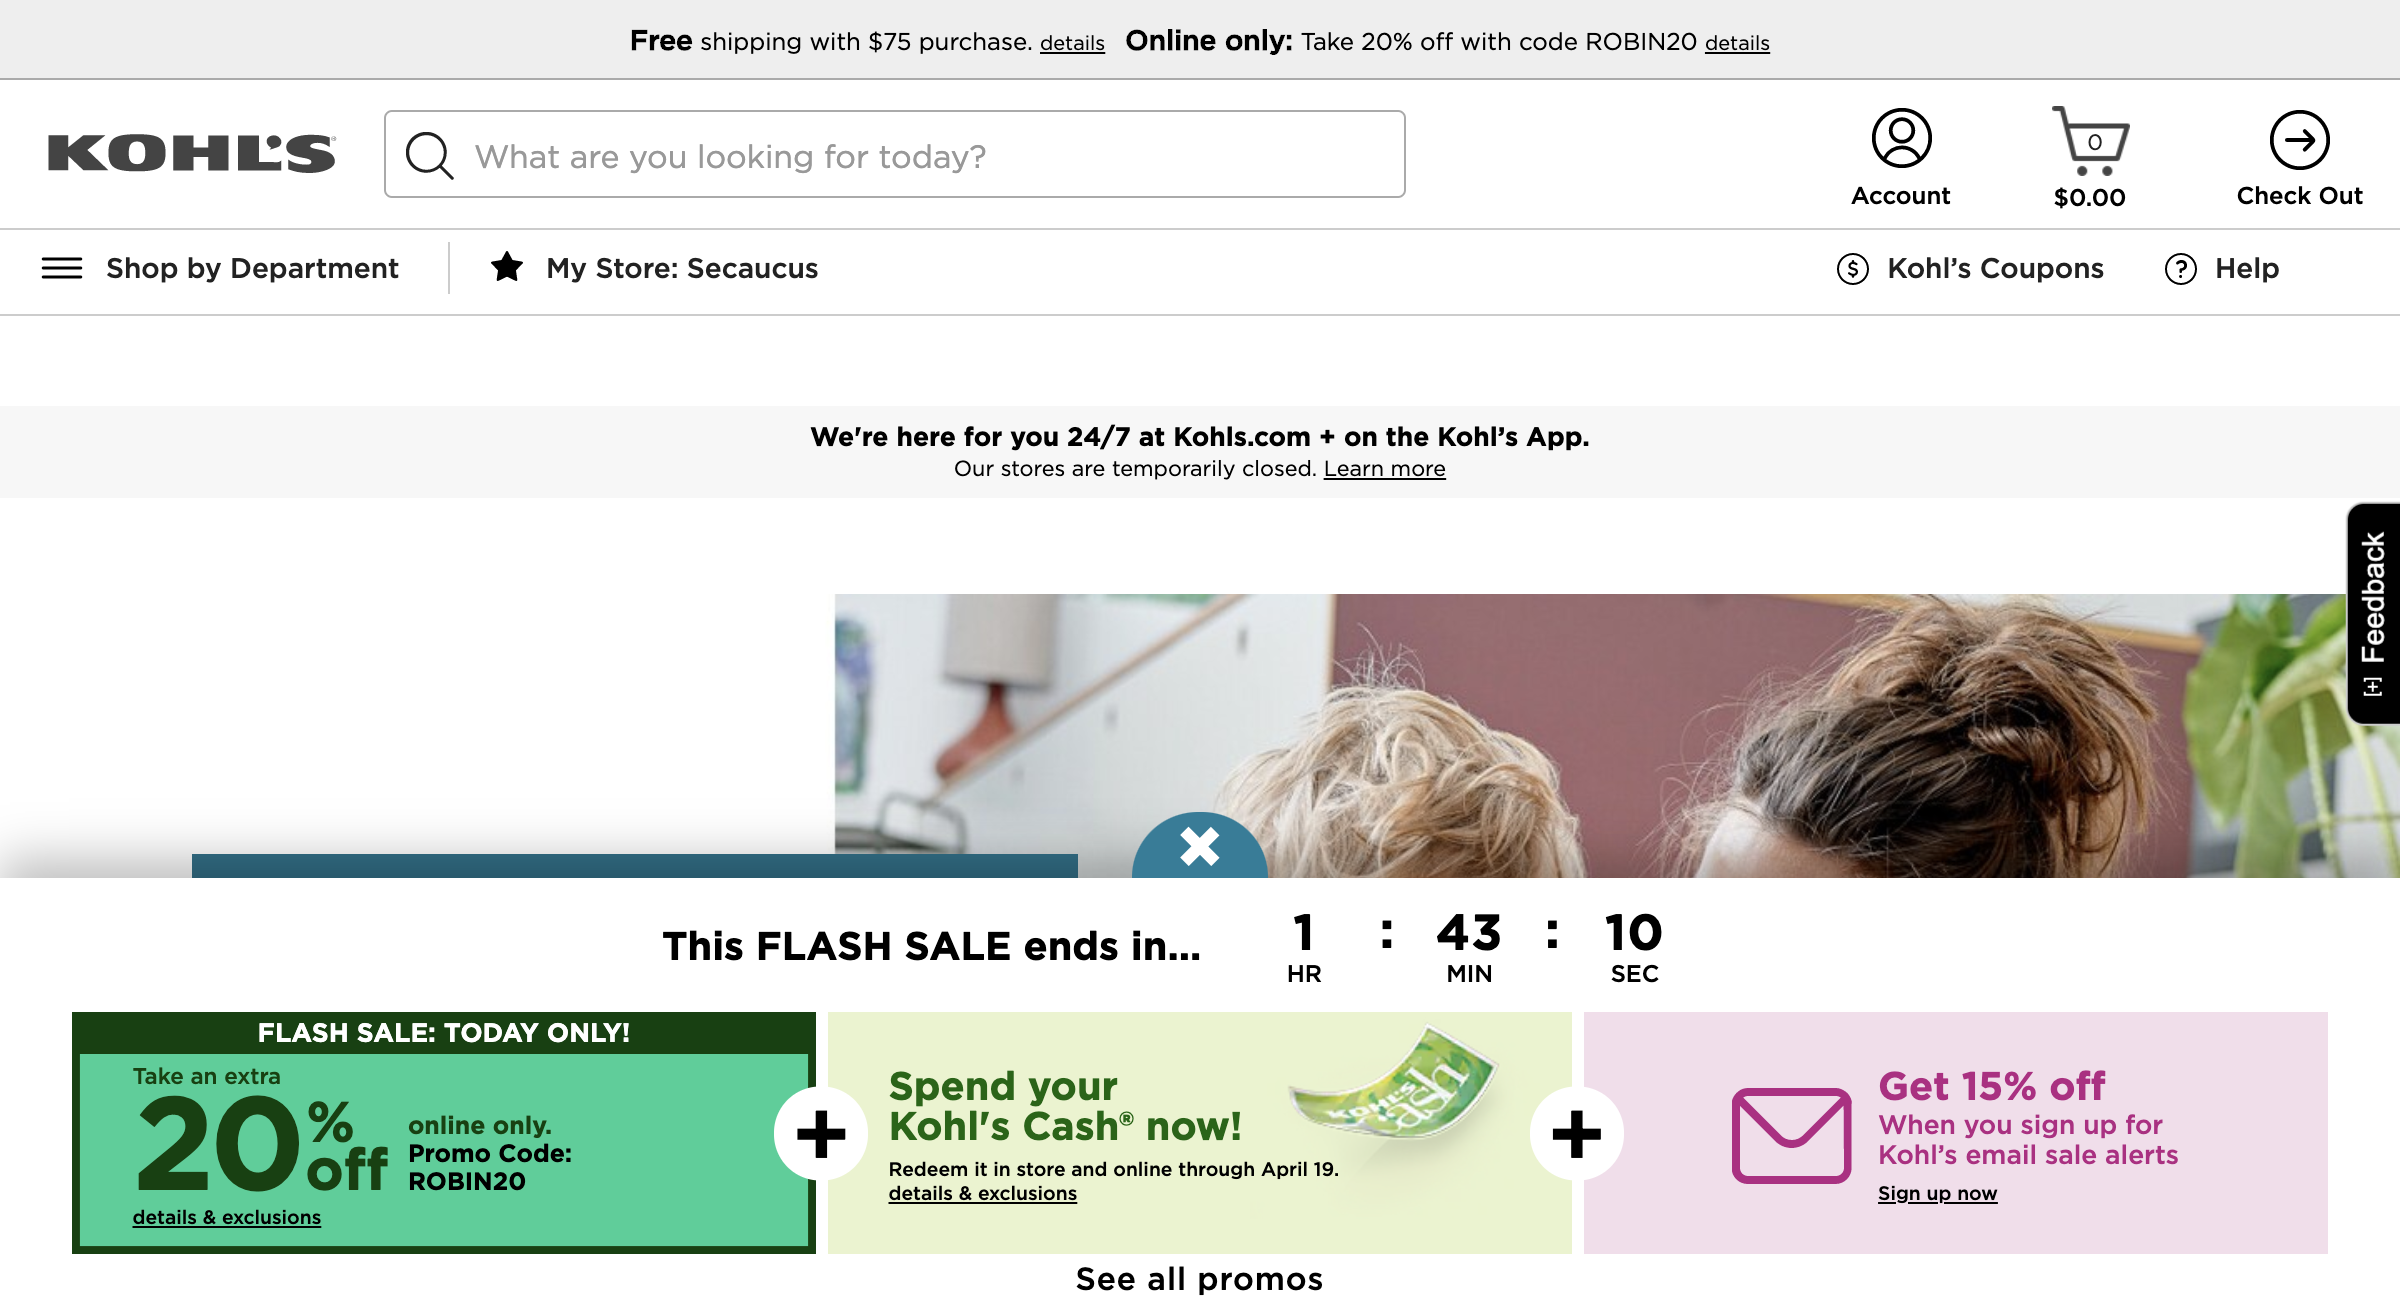 Free shipping with $75 purchase. details Online only: Take 20% off with code ROBIN20 details
KOHL'S
What are you looking for today?
Account
0
$0.00
Check Out
Shop by Department
My Store: Secaucus
$ Kohl’s Coupons
? Help
We're here for you 24/7 at Kohls.com + on the Kohl’s App.
Our stores are temporarily closed. Learn more
[+] Feedback
This FLASH SALE ends in...
1 : 43 : 10
HR MIN SEC
FLASH SALE: TODAY ONLY!
Take an extra
20% off
online only.
Promo Code:
ROBIN20
details & exclusions
+
Spend your
Kohl's Cash® now!
Redeem it in store and online through April 19.
details & exclusions
KOHL'S
Cash
+
Get 15% off
When you sign up for
Kohl’s email sale alerts
Sign up now
See all promos